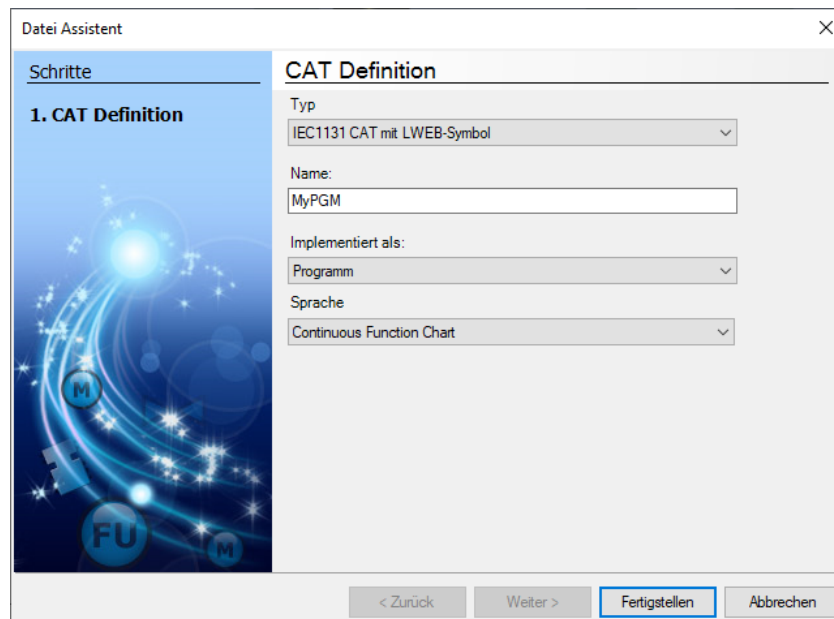 Datei Assistent
Schritte
1. CAT Definition
CAT Definition
Typ
IEC1131 CAT mit LWEB-Symbol
Name:
MyPGM
Implementiert als:
Programm
Sprache
Continuous Function Chart
M
FU
M
< Zurück
Weiter >
Fertigstellen
Abbrechen